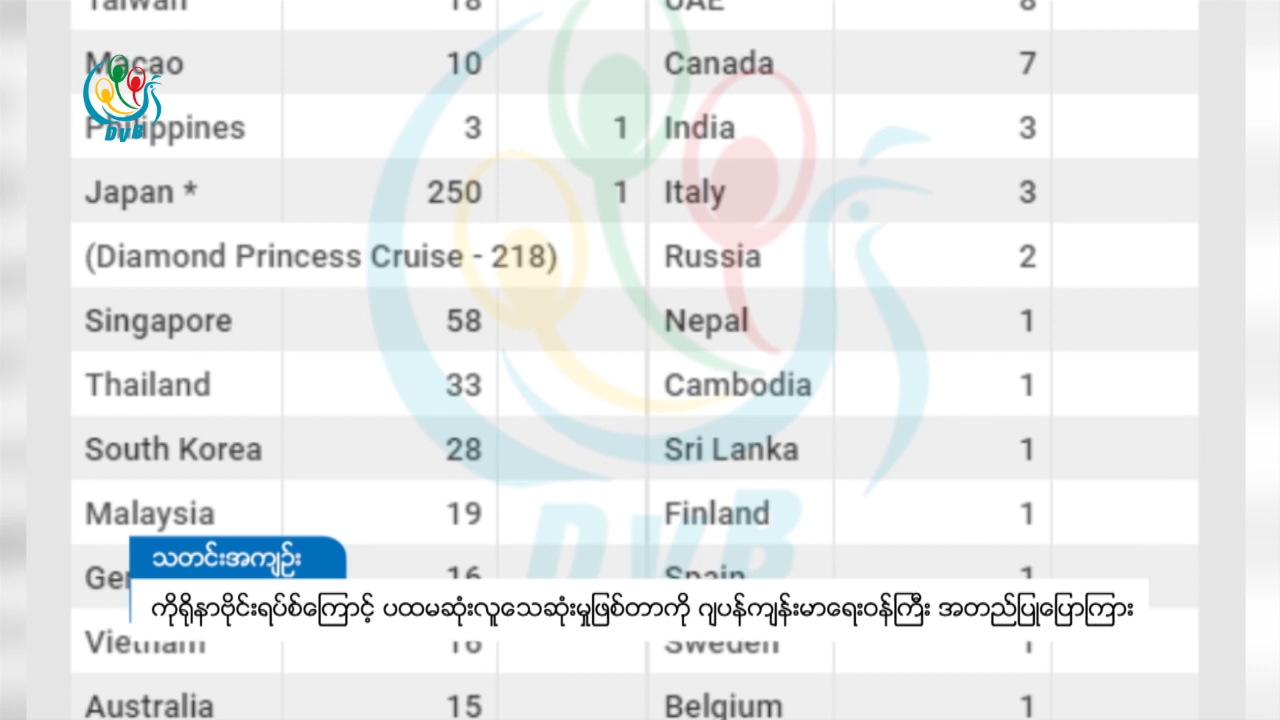 Taiwan 18 UAE 8
Macao 10 Canada 7
Philippines 3 1 India 3
Japan * 250 1 Italy 3
(Diamond Princess Cruise - 218) Russia 2
Singapore 58 Nepal 1
Thailand 33 Cambodia 1
South Korea 28 Sri Lanka 1
Malaysia 19 Finland 1
16 Spain 1
သတင်းအကျဉ်း
ကိုရိုနာဗိုင်းရပ်စ်ကြောင့် ပထမဆုံးလူသေဆုံးမှုဖြစ်တာကို ဂျပန်ကျန်းမာရေးဝန်ကြီး အတည်ပြုပြောကြား
Vietnam 16 Sweden 1
Australia 15 Belgium 1
DVB
DVB